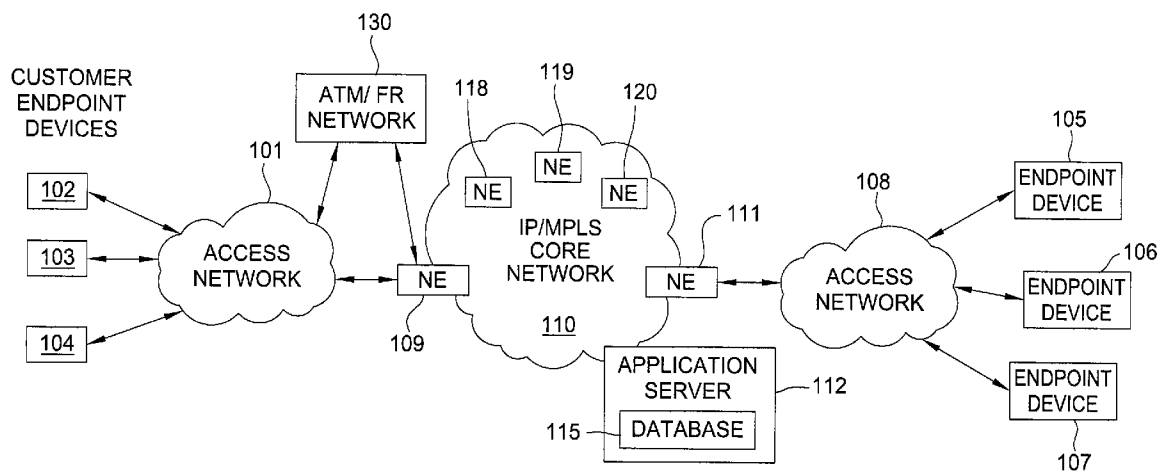 130
CUSTOMER
ENDPOINT
DEVICES
ATM/ FR
NETWORK
118
119
120
101
NE
NE
NE
105
102
103
104
ACCESS
NETWORK
IP/MPLS
CORE
NETWORK
110
NE
109
NE
111
108
ACCESS
NETWORK
ENDPOINT
DEVICE
106
ENDPOINT
DEVICE
ENDPOINT
DEVICE
107
APPLICATION
SERVER
112
115
DATABASE